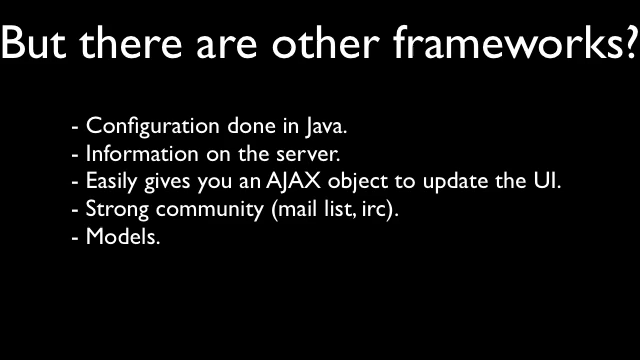 But there are other frameworks?
- Configuration done in Java.
- Information on the server.
- Easily gives you an AJAX object to update the UI.
- Strong community (mail list, irc).
- Models.